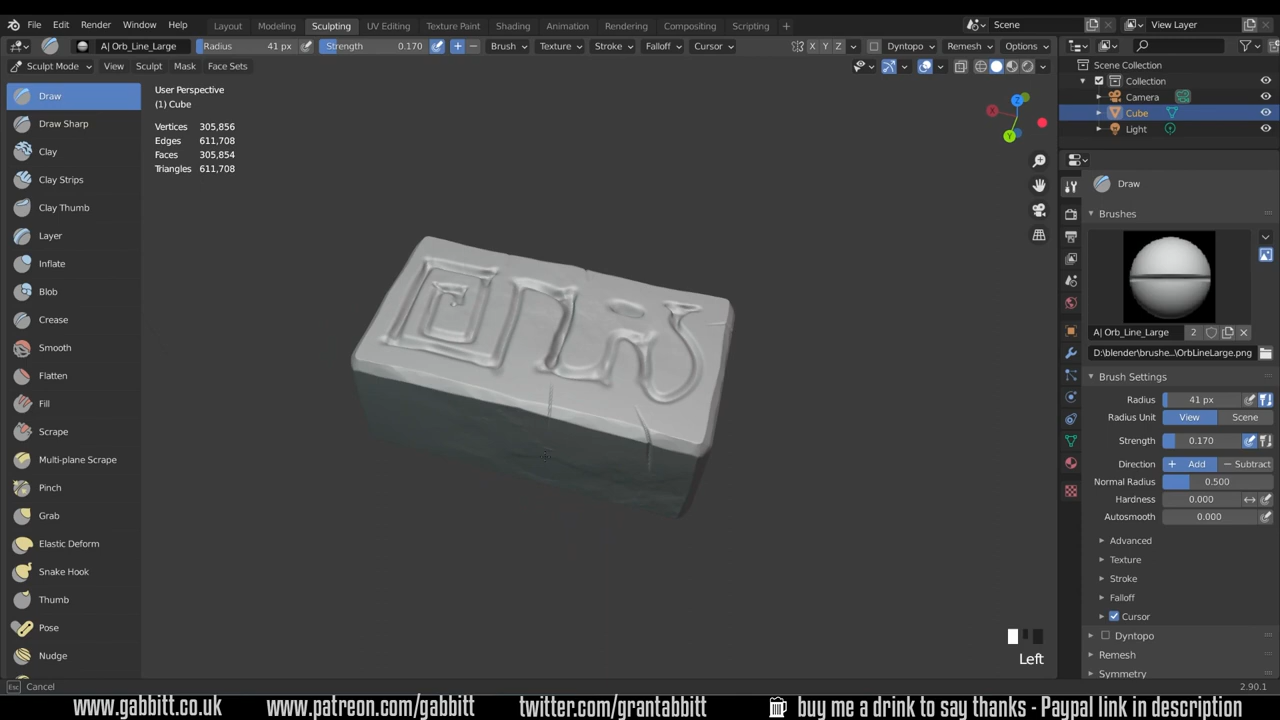 File Edit Render Window Help Layout Modeling Sculpting UV Editing Texture Paint Shading Animation Rendering Compositing Scripting + Scene View Layer
A| Orb_Line_Large Radius 41 px Strength 0.170 Brush Texture Stroke Falloff Cursor X Y Z Dyntopo Remesh Options
Sculpt Mode View Sculpt Mask Face Sets
Scene Collection
Collection
Camera
Cube
Light
User Perspective
(1) Cube
Vertices 305,856
Edges 611,708
Faces 305,854
Triangles 611,708
Draw
Draw Sharp
Clay
Clay Strips
Clay Thumb
Layer
Inflate
Blob
Crease
Smooth
Flatten
Fill
Scrape
Multi-plane Scrape
Pinch
Grab
Elastic Deform
Snake Hook
Thumb
Pose
Nudge
Draw
Brushes
A| Orb_Line_Large 2
D:\blender\brushe...\OrbLineLarge.png
Brush Settings
Radius 41 px
Radius Unit View Scene
Strength 0.170
Direction + Add − Subtract
Normal Radius 0.500
Hardness 0.000
Autosmooth 0.000
Advanced
Texture
Stroke
Falloff
Cursor
Dyntopo
Remesh
Symmetry
Left
Esc Cancel 2.90.1
www.gabbitt.co.uk www.patreon.com/gabbitt twitter.com/grantabbitt buy me a drink to say thanks - Paypal link in description